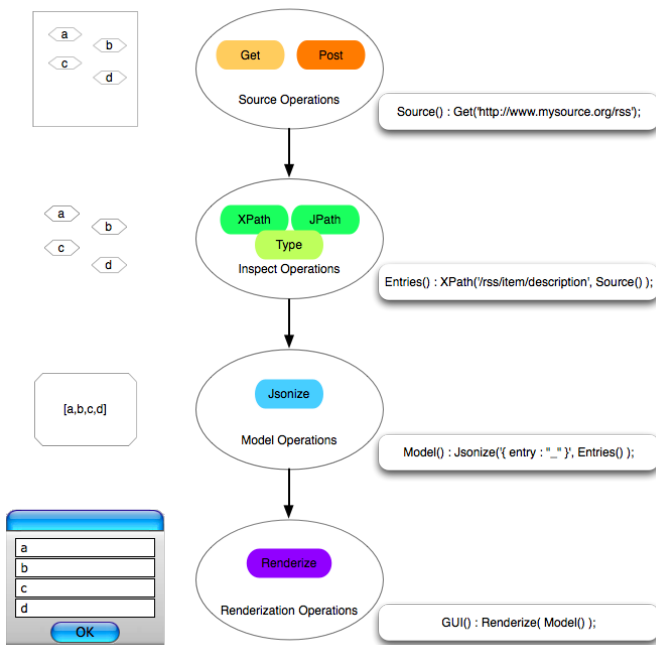 a
b
c
d
Get
Post
Source Operations
Source() : Get('http://www.mysource.org/rss');
a
b
c
d
XPath
JPath
Type
Inspect Operations
Entries() : XPath('/rss/item/description', Source() );
[a,b,c,d]
Jsonize
Model Operations
Model() : Jsonize('{ entry : "_" }', Entries() );
a
b
c
d
OK
Renderize
Renderization Operations
GUI() : Renderize( Model() );